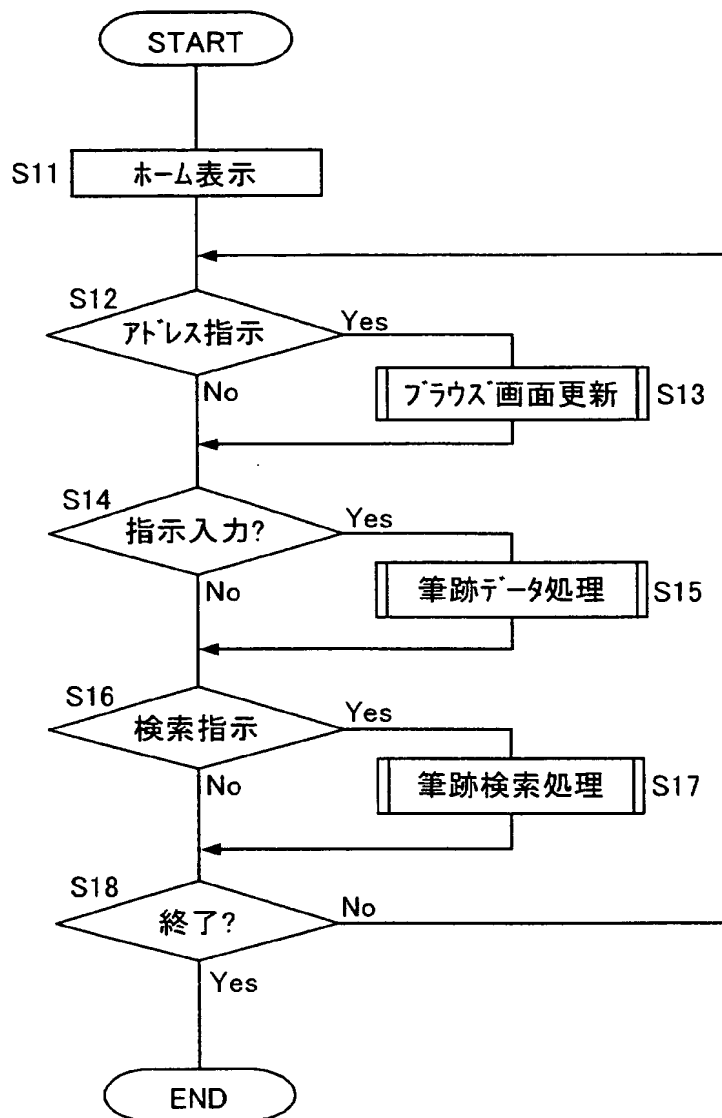 START
S11
ホーム表示
S12
アドレス指示
Yes
No
ブラウズ画面更新
S13
S14
指示入力?
Yes
No
筆跡データ処理
S15
S16
検索指示
Yes
No
筆跡検索処理
S17
S18
終了?
No
Yes
END